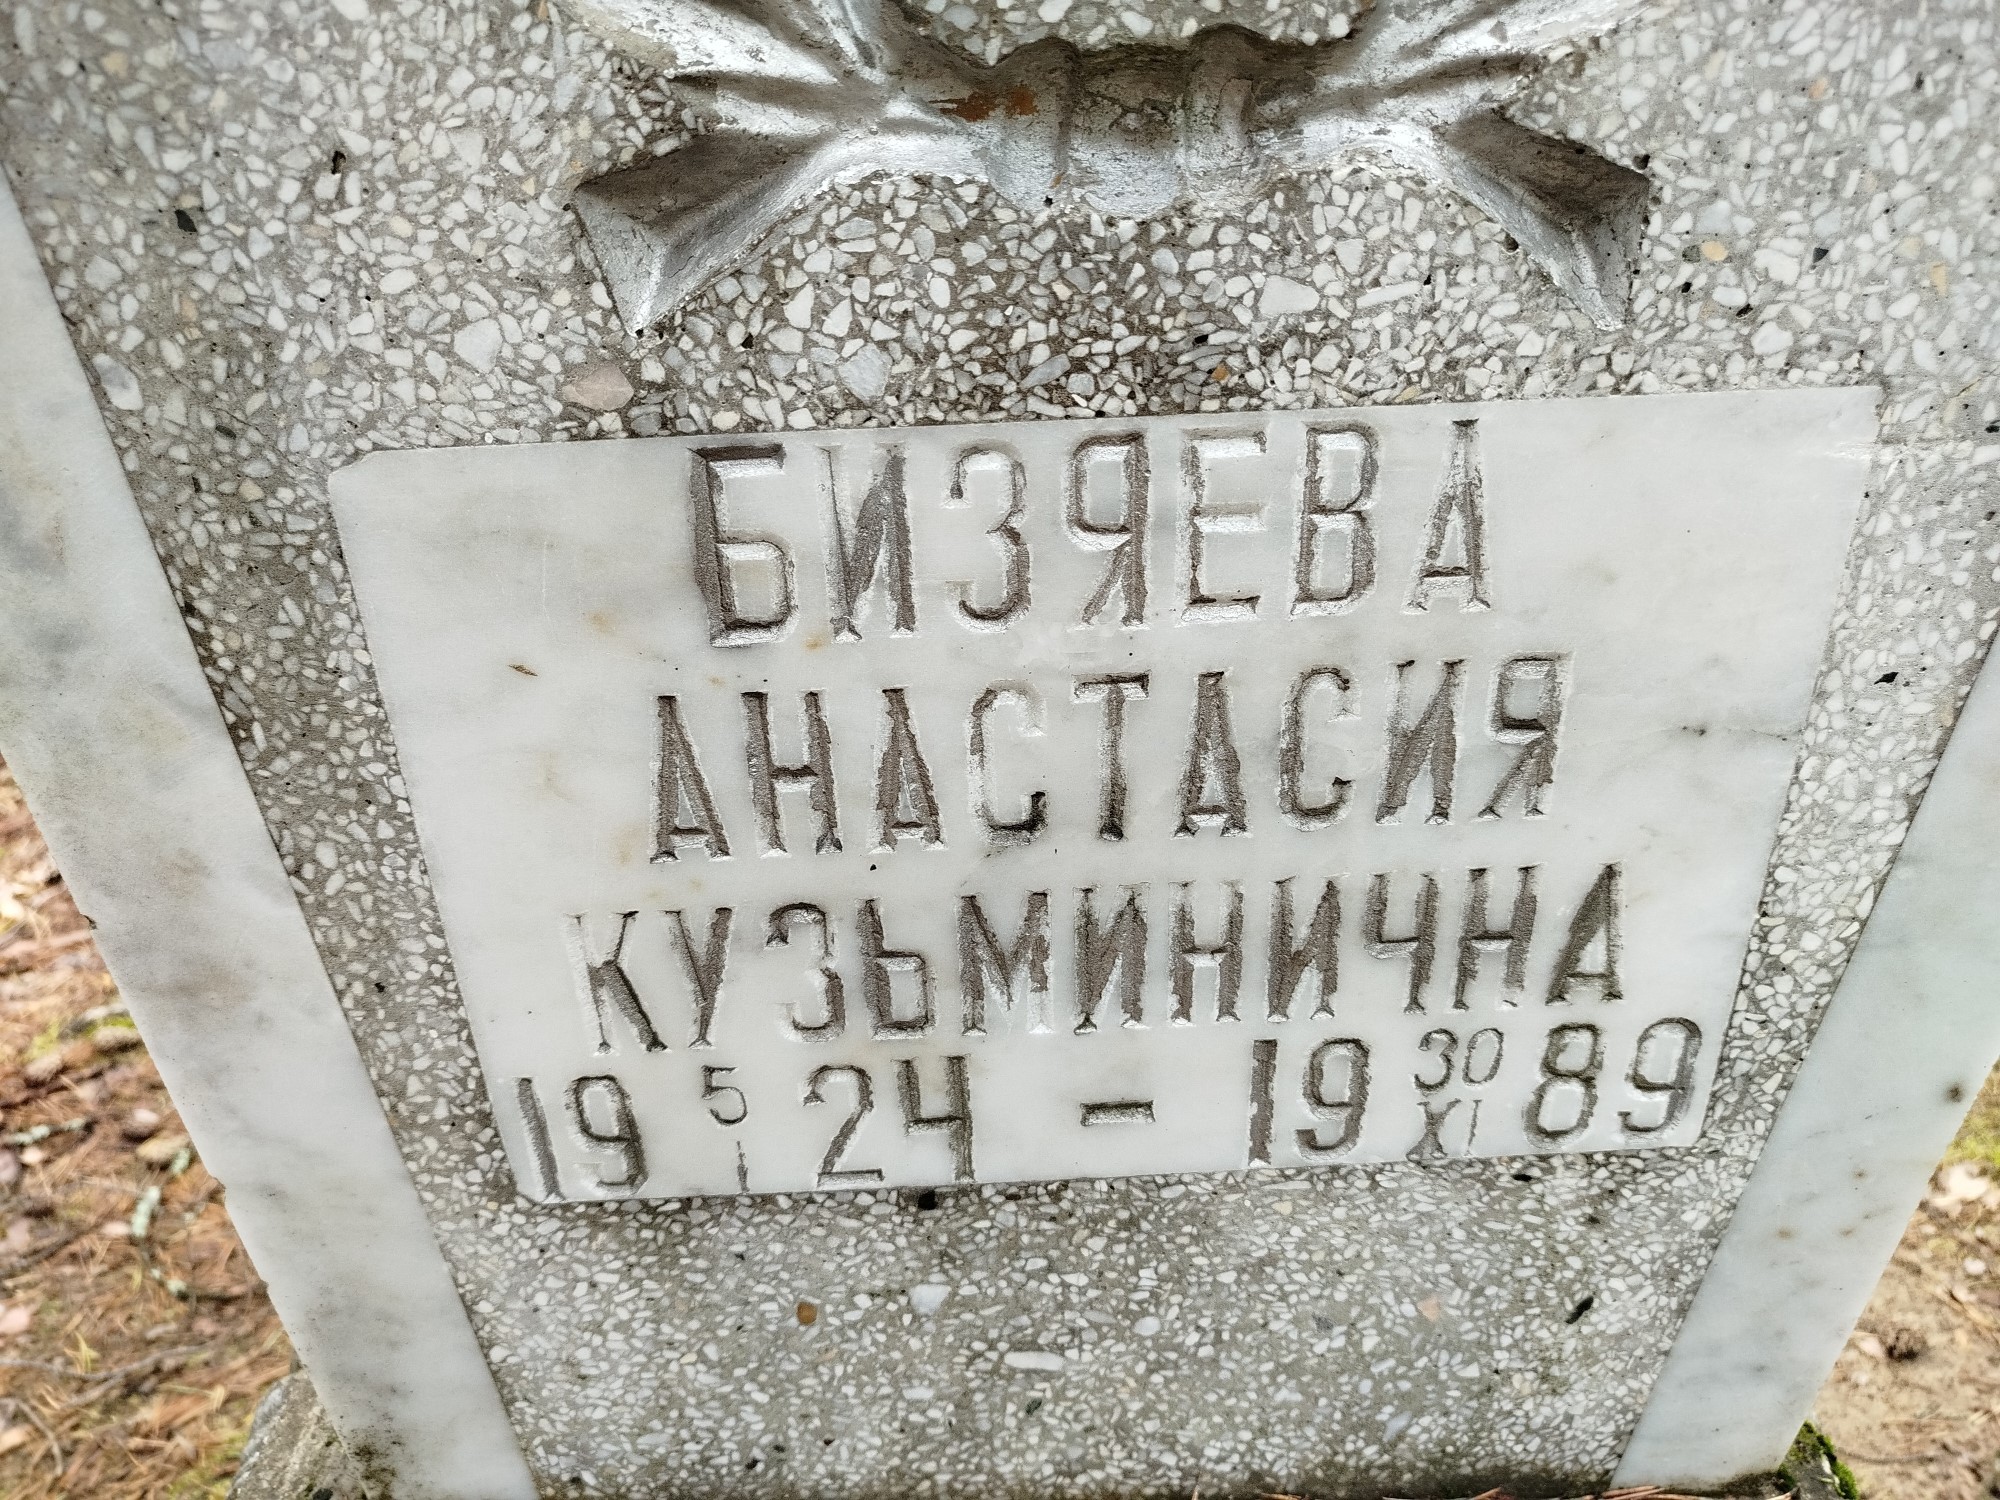 БИЗЯЕВА
АНАСТАСИЯ
КУЗЬМИНИЧНА
19 5/I 24 - 19 30/XI 89